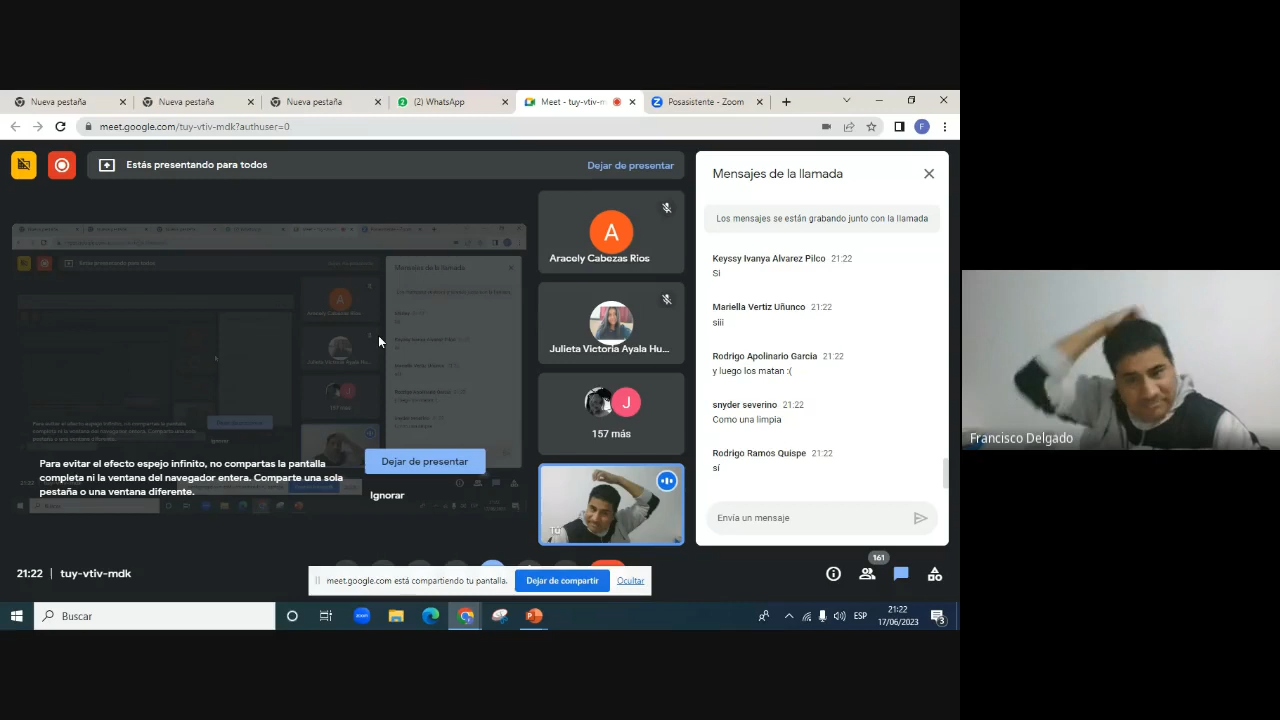 Nueva pestaña
Nueva pestaña
Nueva pestaña
(2) WhatsApp
Meet - tuy-vtiv-m
Posasistente - Zoom
meet.google.com/tuy-vtiv-mdk?authuser=0
F
Estás presentando para todos
Dejar de presentar
A
Aracely Cabezas Rios
Julieta Victoria Ayala Hu...
J
157 más
Tú
Para evitar el efecto espejo infinito, no compartas la pantalla
completa ni la ventana del navegador entera. Comparte una sola
pestaña o una ventana diferente.
Dejar de presentar
Ignorar
Mensajes de la llamada
Los mensajes se están grabando junto con la llamada
Keyssy Ivanya Alvarez Pilco 21:22
Si
Mariella Vertiz Uñunco 21:22
siii
Rodrigo Apolinario Garcia 21:22
y luego los matan :(
snyder severino 21:22
Como una limpia
Rodrigo Ramos Quispe 21:22
sí
Envía un mensaje
21:22 | tuy-vtiv-mdk
meet.google.com está compartiendo tu pantalla.
Dejar de compartir
Ocultar
161
Buscar
zoom
ESP
21:22
17/06/2023
3
Francisco Delgado